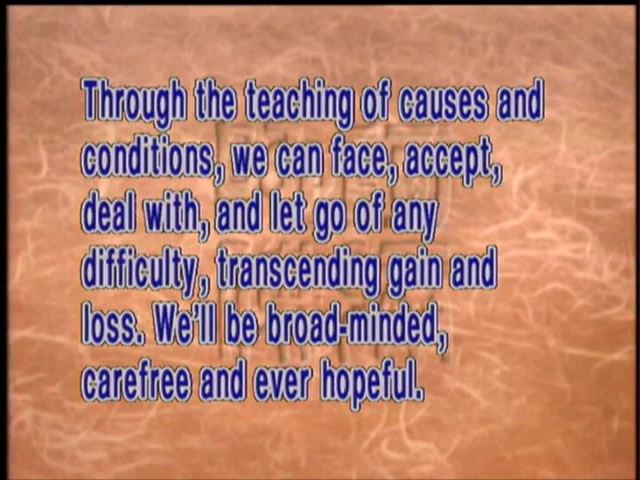 Through the teaching of causes and
conditions, we can face, accept,
deal with, and let go of any
difficulty, transcending gain and
loss. We'll be broad-minded,
carefree and ever hopeful.